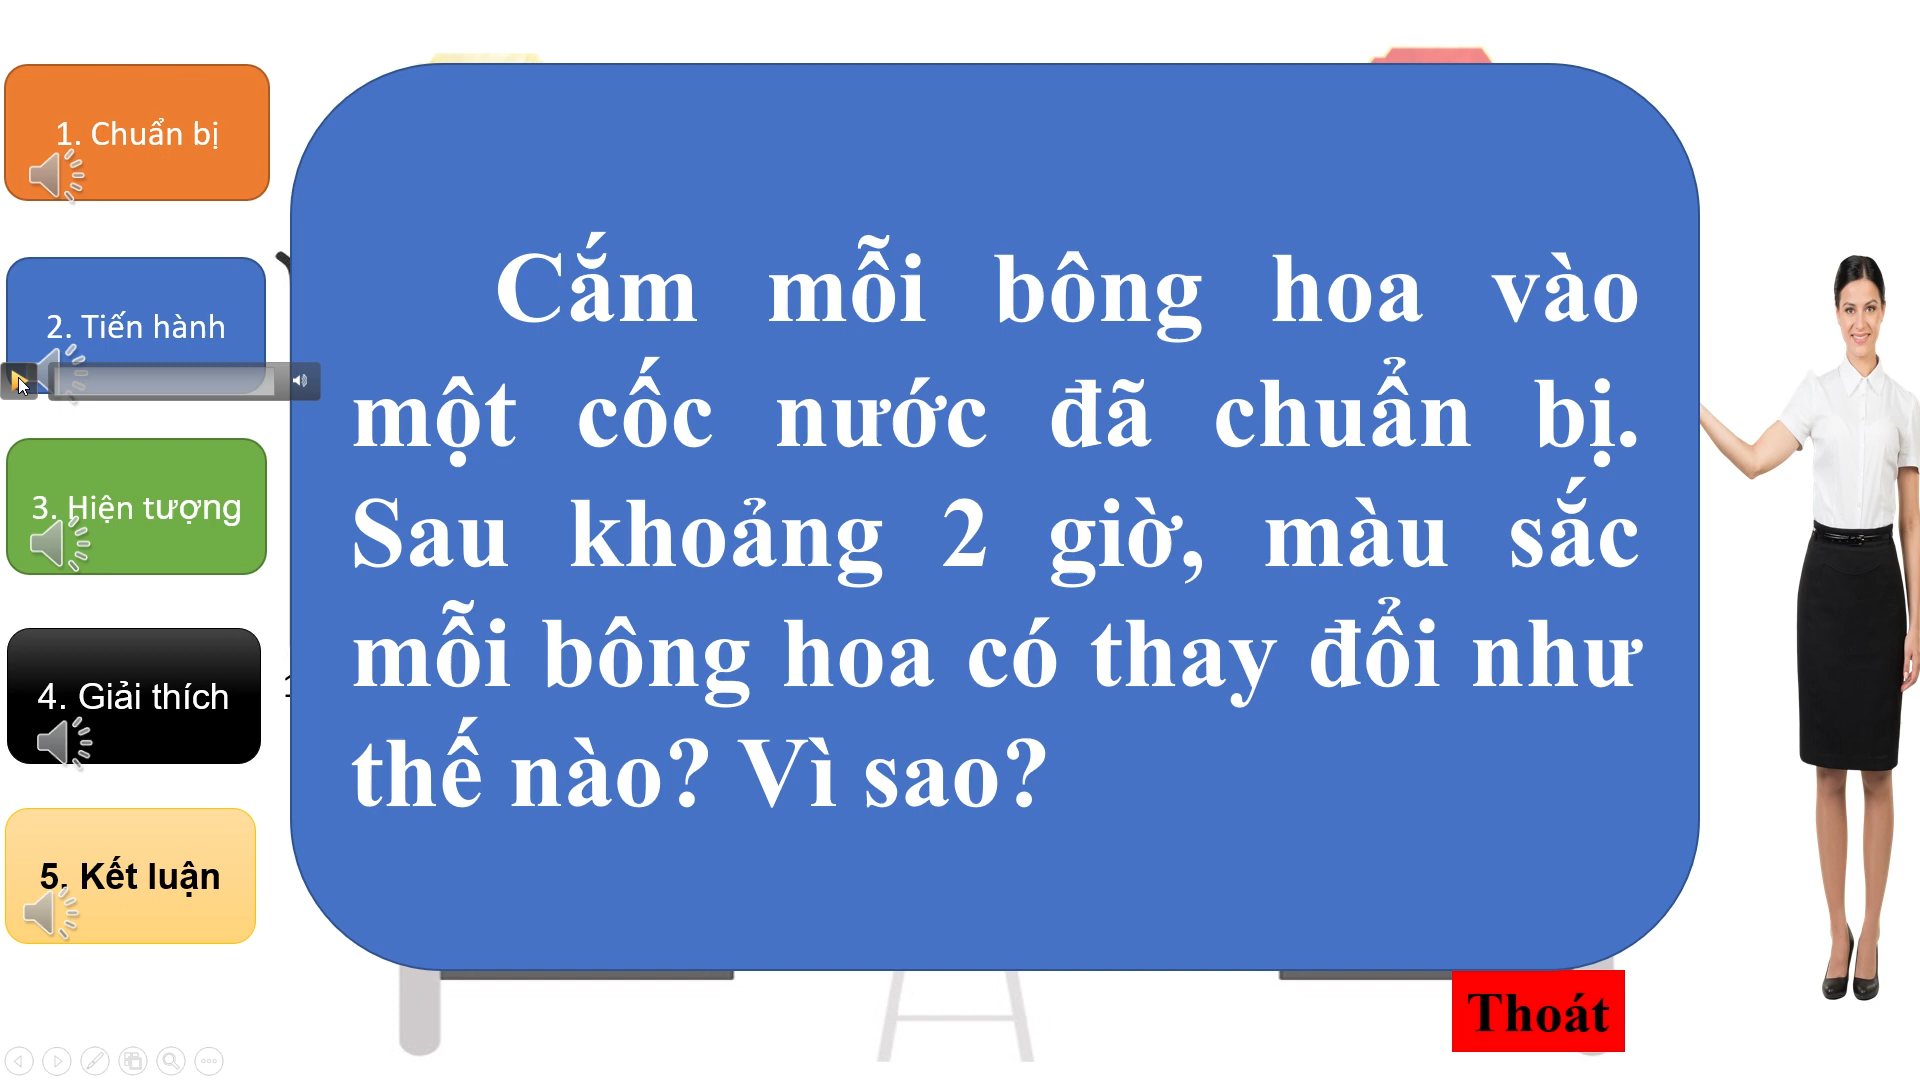 1. Chuẩn bị
2. Tiến hành
3. Hiện tượng
4. Giải thích
5. Kết luận
Cắm mỗi bông hoa vào
một cốc nước đã chuẩn bị.
Sau khoảng 2 giờ, màu sắc
mỗi bông hoa có thay đổi như
thế nào? Vì sao?
Thoát